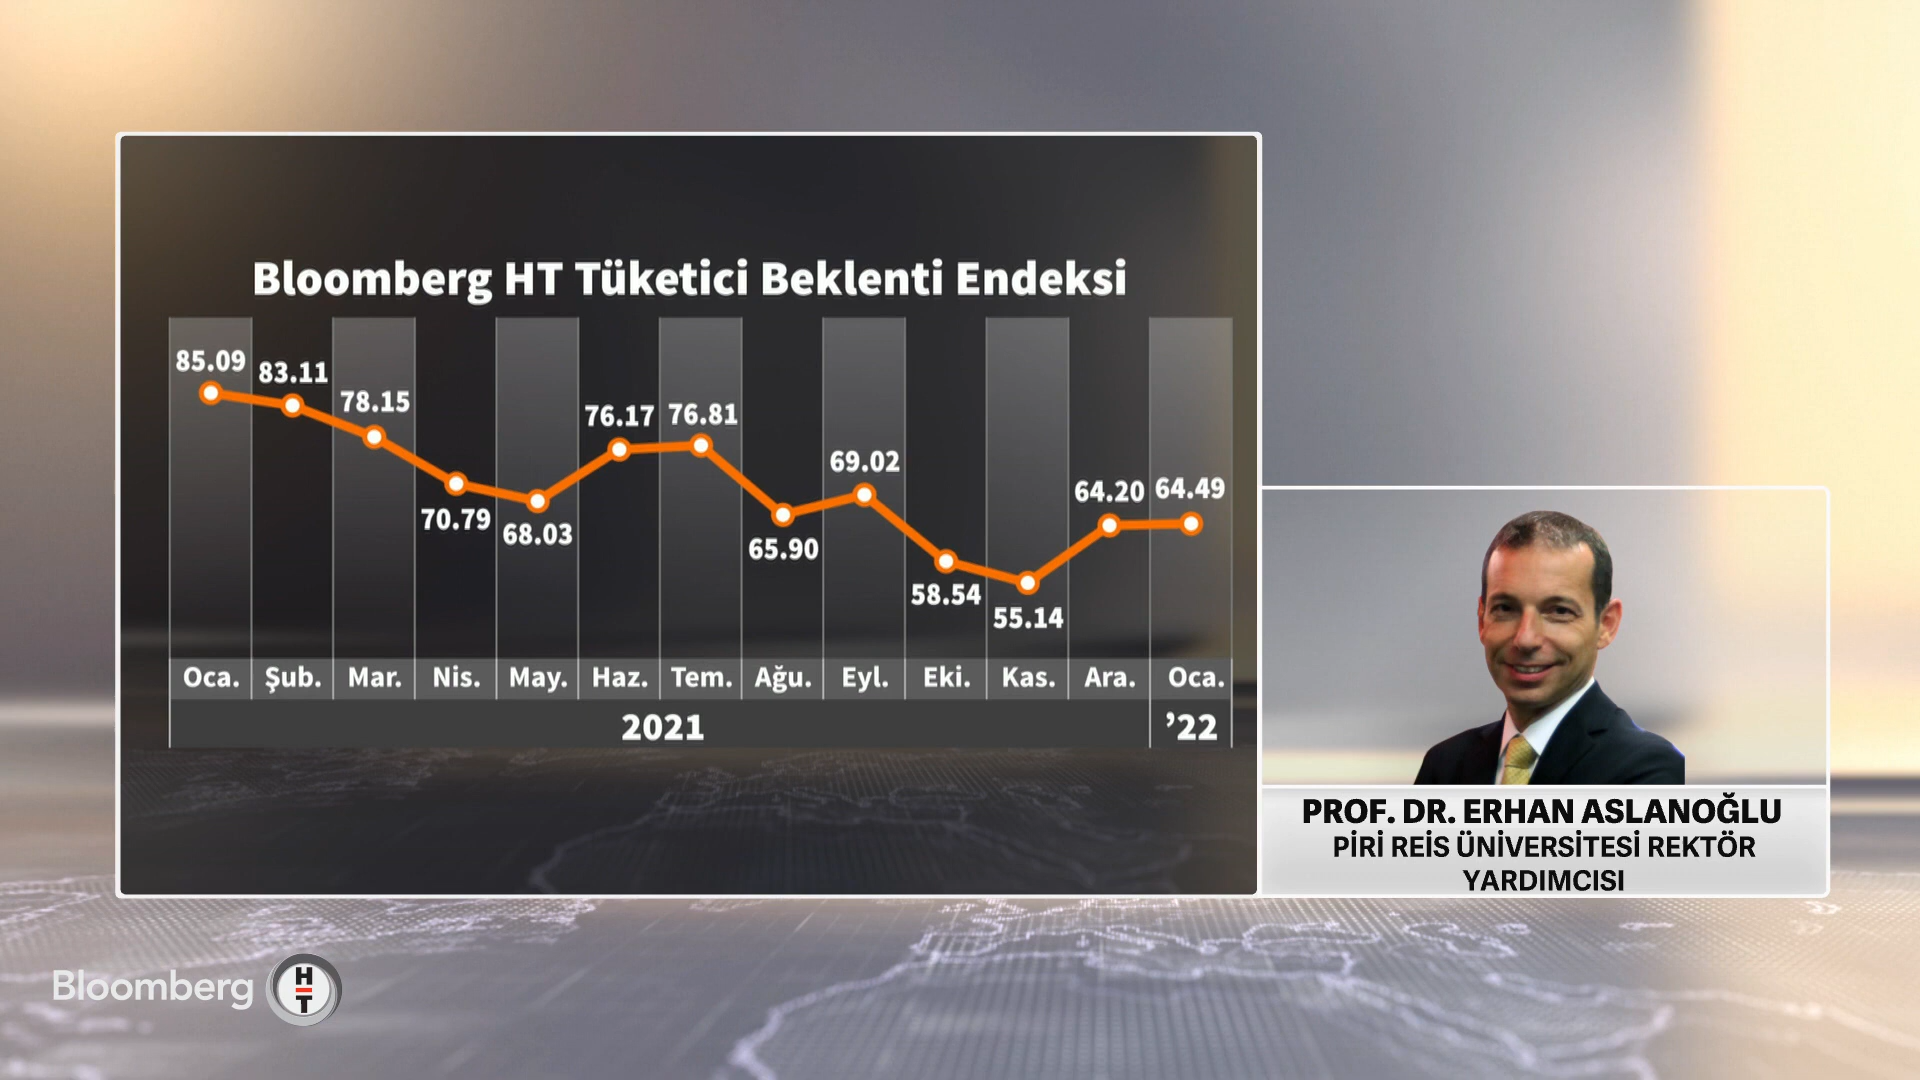 Bloomberg HT Tüketici Beklenti Endeksi
85.09 83.11 78.15 70.79 68.03 76.17 76.81 65.90 69.02 58.54 55.14 64.20 64.49
Oca. Şub. Mar. Nis. May. Haz. Tem. Ağu. Eyl. Eki. Kas. Ara. Oca.
2021 ’22
PROF. DR. ERHAN ASLANOĞLU
PİRİ REİS ÜNİVERSİTESİ REKTÖR
YARDIMCISI
Bloomberg HT